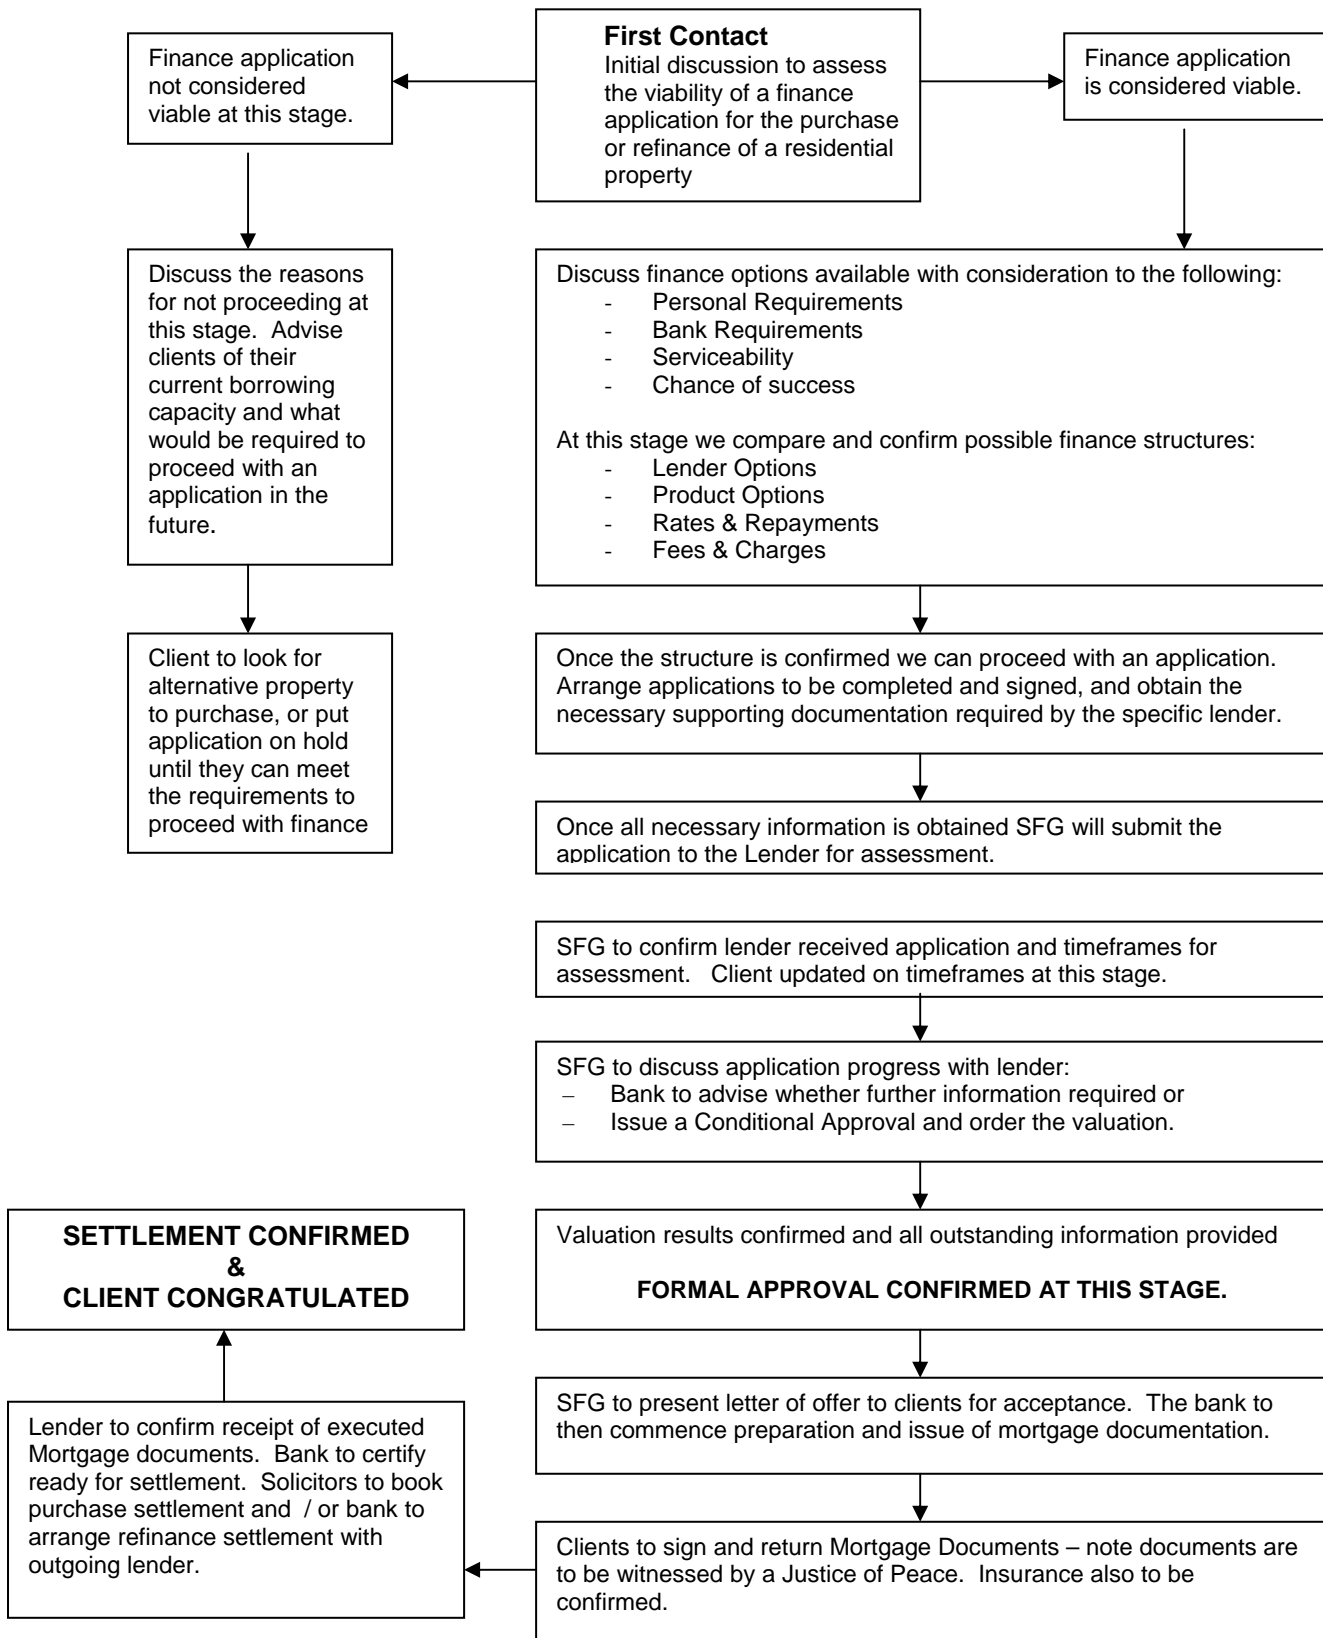 First Contact
Initial discussion to assess
the viability of a finance
application for the purchase
or refinance of a residential
property
Finance application
not considered
viable at this stage.
Finance application
is considered viable.
Discuss the reasons
for not proceeding at
this stage. Advise
clients of their
current borrowing
capacity and what
would be required to
proceed with an
application in the
future.
Client to look for
alternative property
to purchase, or put
application on hold
until they can meet
the requirements to
proceed with finance
Discuss finance options available with consideration to the following:
- Personal Requirements
- Bank Requirements
- Serviceability
- Chance of success
At this stage we compare and confirm possible finance structures:
- Lender Options
- Product Options
- Rates & Repayments
- Fees & Charges
Once the structure is confirmed we can proceed with an application.
Arrange applications to be completed and signed, and obtain the
necessary supporting documentation required by the specific lender.
Once all necessary information is obtained SFG will submit the
application to the Lender for assessment.
SFG to confirm lender received application and timeframes for
assessment. Client updated on timeframes at this stage.
SFG to discuss application progress with lender:
– Bank to advise whether further information required or
– Issue a Conditional Approval and order the valuation.
Valuation results confirmed and all outstanding information provided
FORMAL APPROVAL CONFIRMED AT THIS STAGE.
SFG to present letter of offer to clients for acceptance. The bank to
then commence preparation and issue of mortgage documentation.
Clients to sign and return Mortgage Documents – note documents are
to be witnessed by a Justice of Peace. Insurance also to be
confirmed.
Lender to confirm receipt of executed
Mortgage documents. Bank to certify
ready for settlement. Solicitors to book
purchase settlement and / or bank to
arrange refinance settlement with
outgoing lender.
SETTLEMENT CONFIRMED
&
CLIENT CONGRATULATED